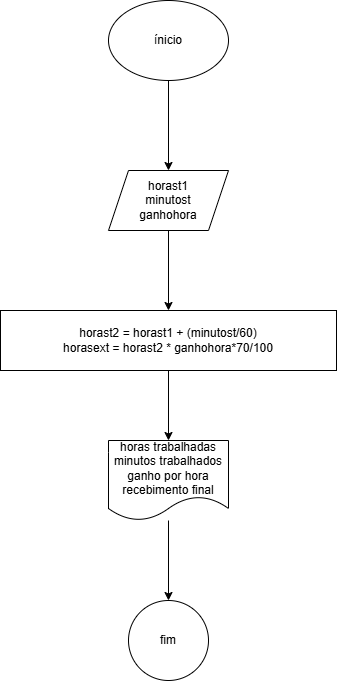 ínicio
horast1
minutost
ganhohora
horast2 = horast1 + (minutost/60)
horasext = horast2 * ganhohora*70/100
horas trabalhadas
minutos trabalhados
ganho por hora
recebimento final
fim